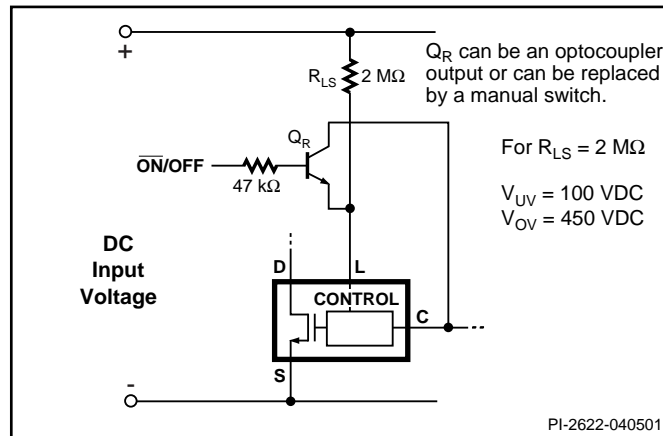 +
R_LS 2 MΩ
Q_R can be an optocoupler
output or can be replaced
by a manual switch.
Q_R
O̅N̅/OFF
47 kΩ
For R_LS = 2 MΩ
V_UV = 100 VDC
V_OV = 450 VDC
DC
Input
Voltage
D
L
CONTROL
C
S
-
PI-2622-040501